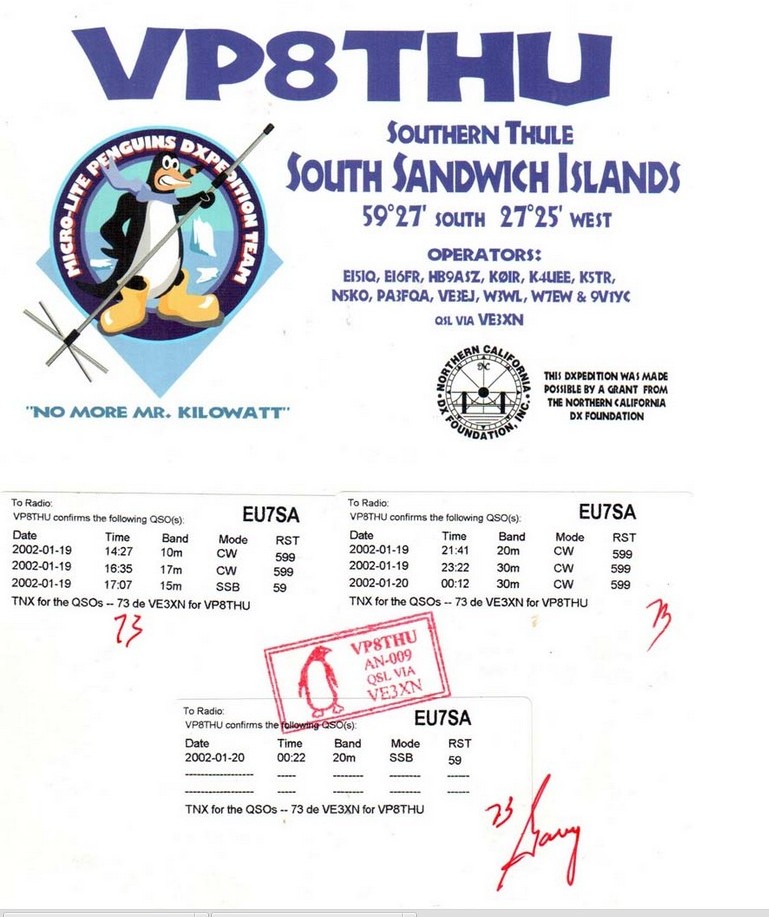 VP8THU
SOUTHERN THULE
SOUTH SANDWICH ISLANDS
59°27' SOUTH 27°25' WEST
MICRO-LITE PENGUINS DXPEDITION TEAM
OPERATORS:
EI5IQ, EI6FR, HB9ASZ, KØIR, K4UEE, K5TR,
N5KO, PA3FQA, VE3EJ, W3WL, W7EW & 9V1YC
QSL VIA VE3XN
"NO MORE MR. KILOWATT"
NORTHERN CALIFORNIA
DX FOUNDATION, INC.
THIS DXPEDITION WAS MADE
POSSIBLE BY A GRANT FROM
THE NORTHERN CALIFORNIA
DX FOUNDATION
To Radio:
VP8THU confirms the following QSO(s): EU7SA
Date Time Band Mode RST
2002-01-19 14:27 10m CW 599
2002-01-19 16:35 17m CW 599
2002-01-19 17:07 15m SSB 59
TNX for the QSOs -- 73 de VE3XN for VP8THU
73
To Radio:
VP8THU confirms the following QSO(s): EU7SA
Date Time Band Mode RST
2002-01-19 21:41 20m CW 599
2002-01-19 23:22 30m CW 599
2002-01-20 00:12 30m CW 599
TNX for the QSOs -- 73 de VE3XN for VP8THU
73
VP8THU
AN-009
QSL VIA
VE3XN
To Radio:
VP8THU confirms the following QSO(s): EU7SA
Date Time Band Mode RST
2002-01-20 00:22 20m SSB 59
----------------- ----- -------- -------- ------
----------------- ----- -------- -------- ------
TNX for the QSOs -- 73 de VE3XN for VP8THU
73